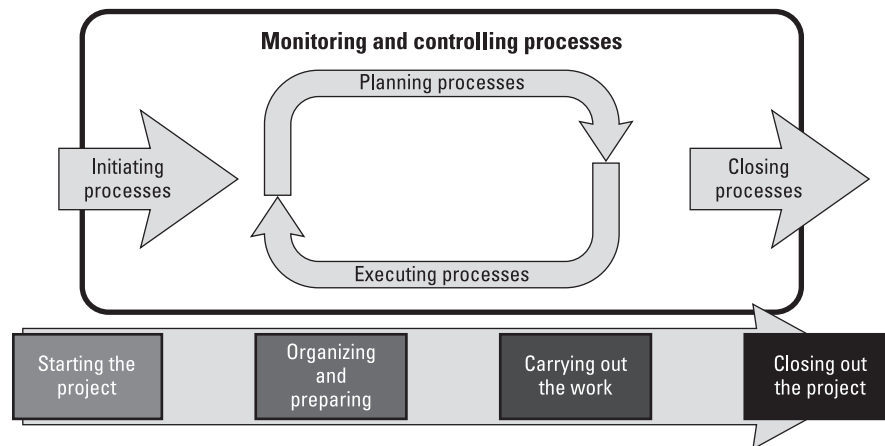 Monitoring and controlling processes
Planning processes
Initiating
processes
Closing
processes
Executing processes
Starting the
project
Organizing
and
preparing
Carrying out
the work
Closing out
the project